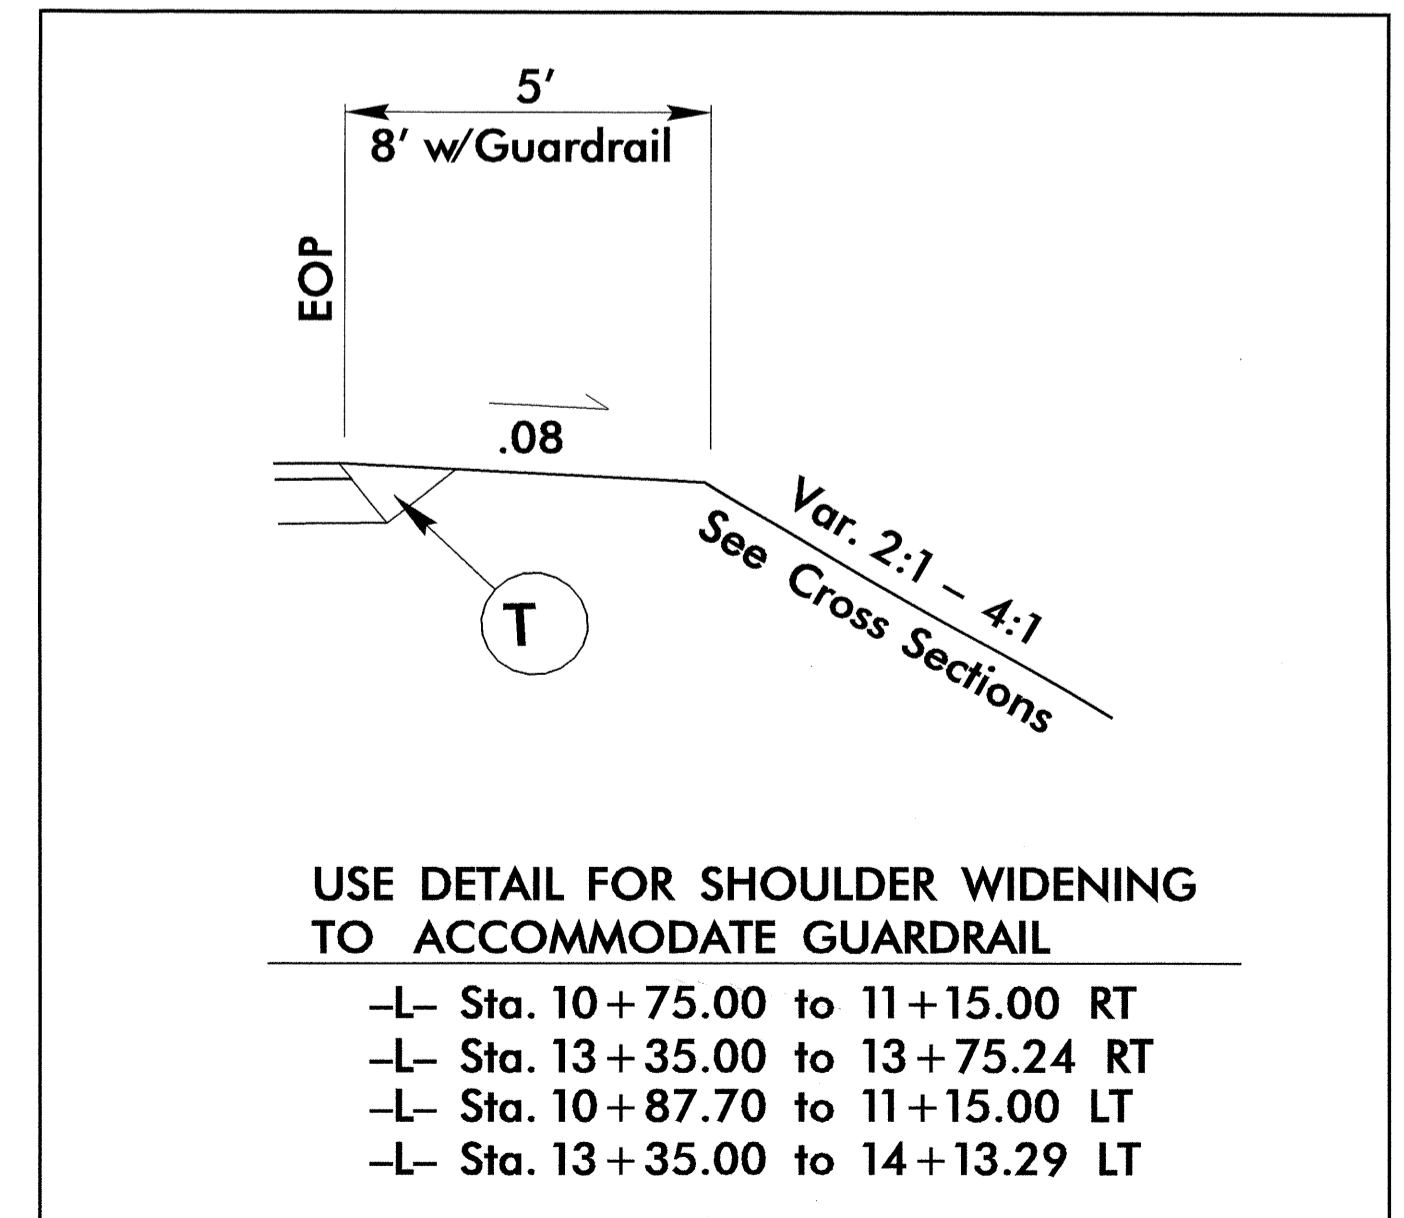 5'
8' w/Guardrail
EOP
.08
Var. 2:1 – 4:1
See Cross Sections
T
USE DETAIL FOR SHOULDER WIDENING
TO ACCOMMODATE GUARDRAIL
–L– Sta. 10+75.00 to 11+15.00 RT
–L– Sta. 13+35.00 to 13+75.24 RT
–L– Sta. 10+87.70 to 11+15.00 LT
–L– Sta. 13+35.00 to 14+13.29 LT